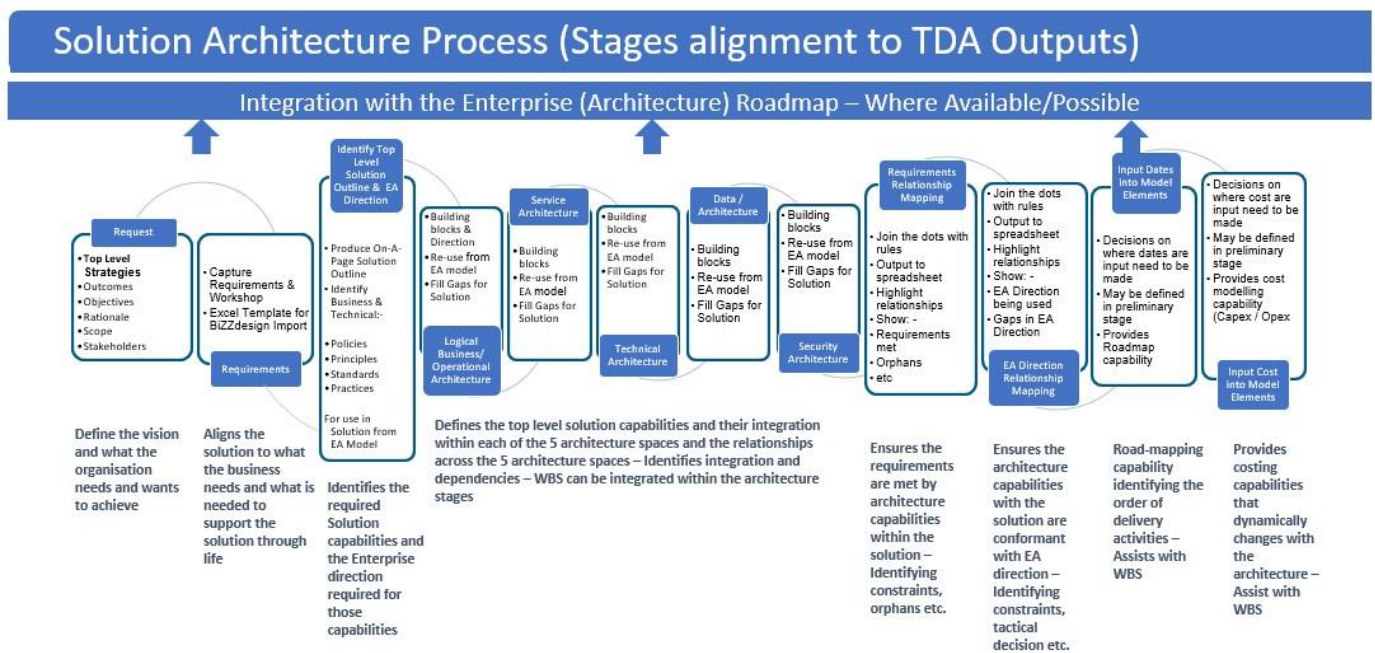 Solution Architecture Process (Stages alignment to TDA Outputs)
Integration with the Enterprise (Architecture) Roadmap – Where Available/Possible
Request
•Top Level
Strategies
•Outcomes
•Objectives
•Rationale
•Scope
•Stakeholders
Define the vision
and what the
organisation
needs and wants
to achieve
• Capture
Requirements &
Workshop
• Excel Template for
BiZZdesign Import
Requirements
Aligns the
solution to what
the business
needs and what is
needed to
support the
solution through
life
Identify Top
Level
Solution
Outline & EA
Direction
• Produce On-A-
Page Solution
Outline
• Identify
Business &
Technical:-
•Policies
•Principles
•Standards
•Practices
For use in
Solution from
EA Model
Identifies the
required
Solution
capabilities and
the Enterprise
direction
required for
those
capabilities
•Building
blocks &
Direction
•Re-use from
EA model
•Fill Gaps for
Solution
Logical
Business/
Operational
Architecture
Service
Architecture
•Building
blocks
•Re-use from
EA model
•Fill Gaps for
Solution
•Building
blocks
•Re-use from
EA model
•Fill Gaps for
Solution
Technical
Architecture
Data /
Architecture
• Building
blocks
• Re-use from
EA model
• Fill Gaps for
Solution
• Building
blocks
• Re-use from
EA model
• Fill Gaps for
Solution
Security
Architecture
Defines the top level solution capabilities and their integration
within each of the 5 architecture spaces and the relationships
across the 5 architecture spaces – Identifies integration and
dependencies – WBS can be integrated within the architecture
stages
Requirements
Relationship
Mapping
• Join the dots with
rules
• Output to
spreadsheet
• Highlight
relationships
• Show: -
• Requirements
met
• Orphans
• etc
Ensures the
requirements
are met by
architecture
capabilities
within the
solution –
Identifying
constraints,
orphans etc.
• Join the dots with
rules
• Output to
spreadsheet
• Highlight
relationships
• Show: -
• EA Direction
being used
• Gaps in EA
Direction
EA Direction
Relationship
Mapping
Ensures the
architecture
capabilities
with the
solution are
conformant
with EA
direction –
Identifying
constraints,
tactical
decision etc.
Input Dates
into Model
Elements
• Decisions on
where dates are
input need to be
made
• May be defined
in preliminary
stage
• Provides
Roadmap
capability
Road-mapping
capability
identifying the
order of
delivery
activities –
Assists with
WBS
• Decisions on
where cost are
input need to be
made
• May be defined
in preliminary
stage
• Provides cost
modelling
capability
(Capex / Opex
Input Cost
into Model
Elements
Provides
costing
capabilities
that
dynamically
changes with
the
architecture –
Assist with
WBS